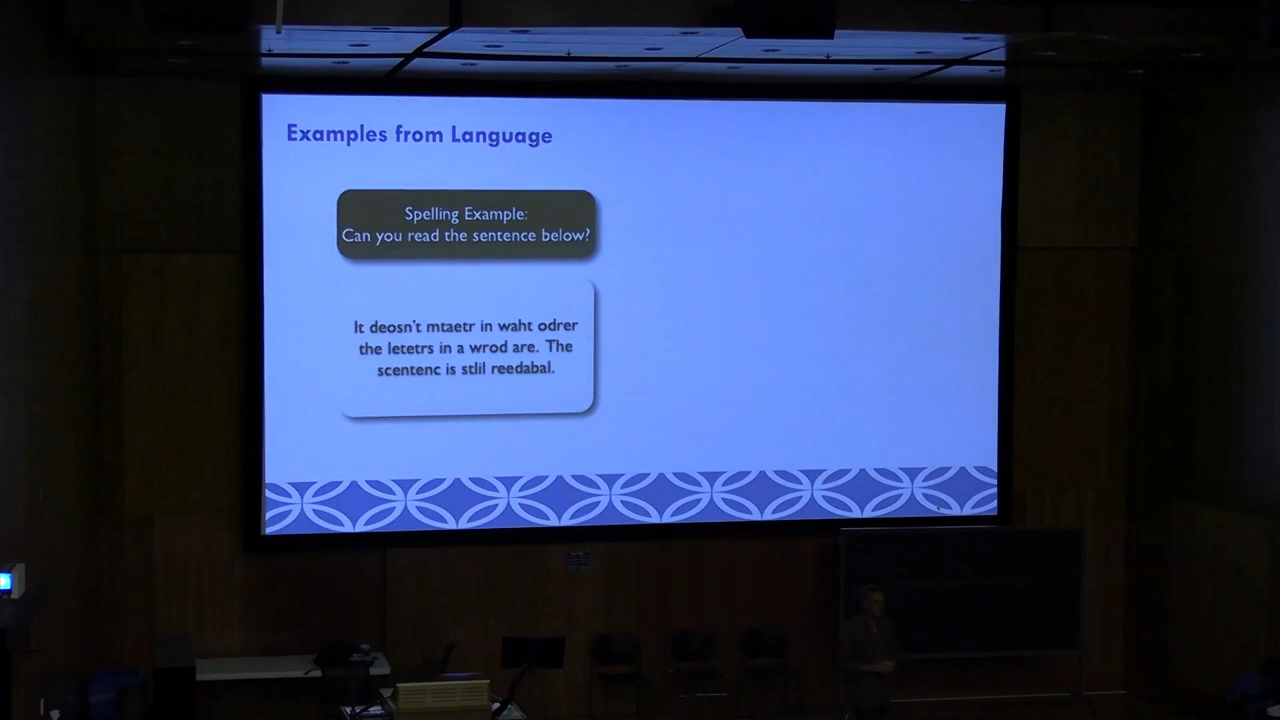 Examples from Language
Spelling Example:
Can you read the sentence below?
It deosn't mtaetr in waht odrer
the letetrs in a wrod are. The
scentenc is stlil reedabal.